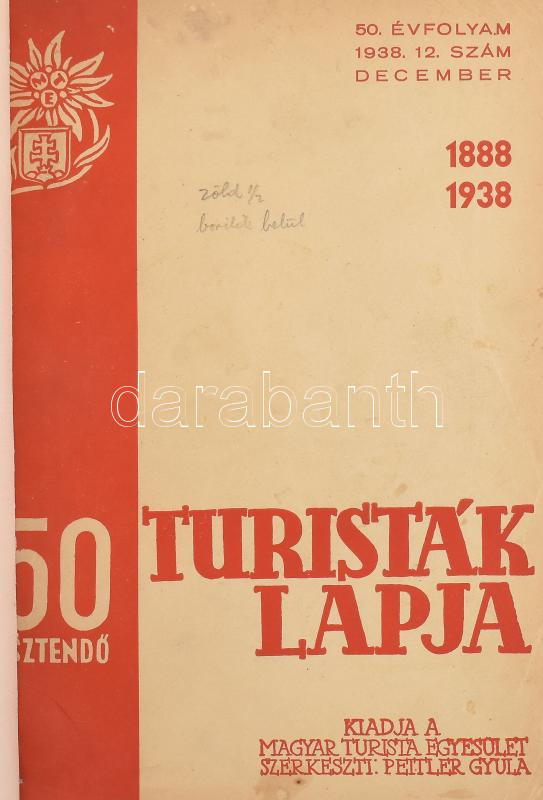 50. ÉVFOLYAM
1938. 12. SZÁM
DECEMBER
MTE
1888
1938
zöld 1/2
belül
darabanth
TURISTÁK
LAPJA
50
SZTENDŐ
KIADJA A
MAGYAR TURISTA EGYESÜLET
SZERKESZTI: PEITLER GYULA